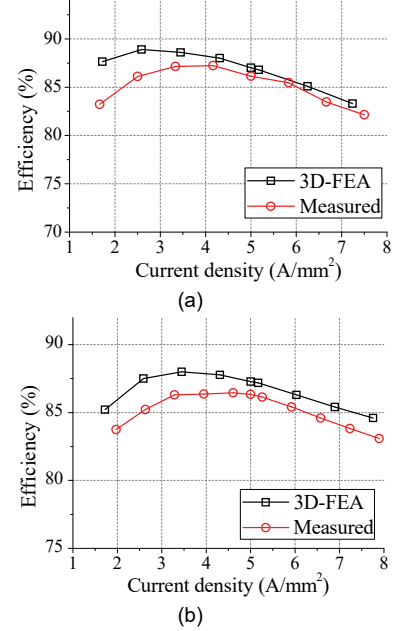 90
85
80
75
70
Efficiency (%)
3D-FEA
Measured
1 2 3 4 5 6 7 8
Current density (A/mm²)
(a)
90
85
80
75
Efficiency (%)
3D-FEA
Measured
1 2 3 4 5 6 7 8
Current density (A/mm²)
(b)